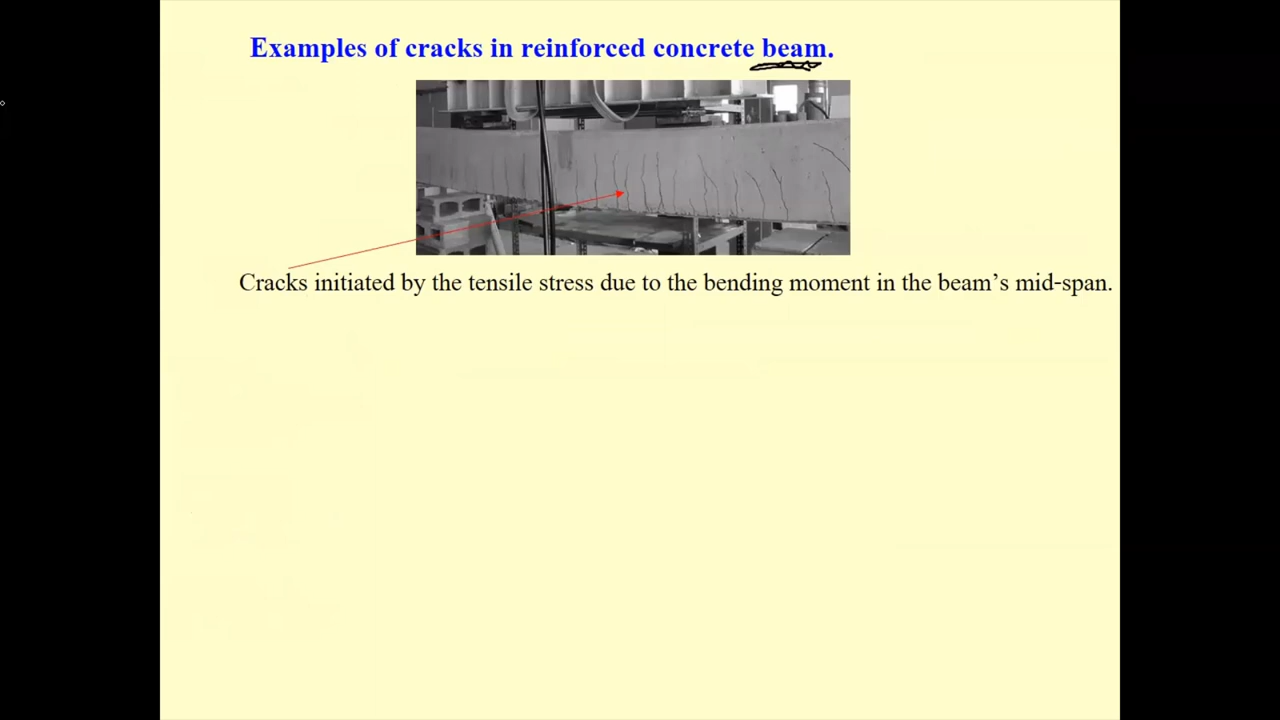 Examples of cracks in reinforced concrete beam.
Cracks initiated by the tensile stress due to the bending moment in the beam’s mid-span.